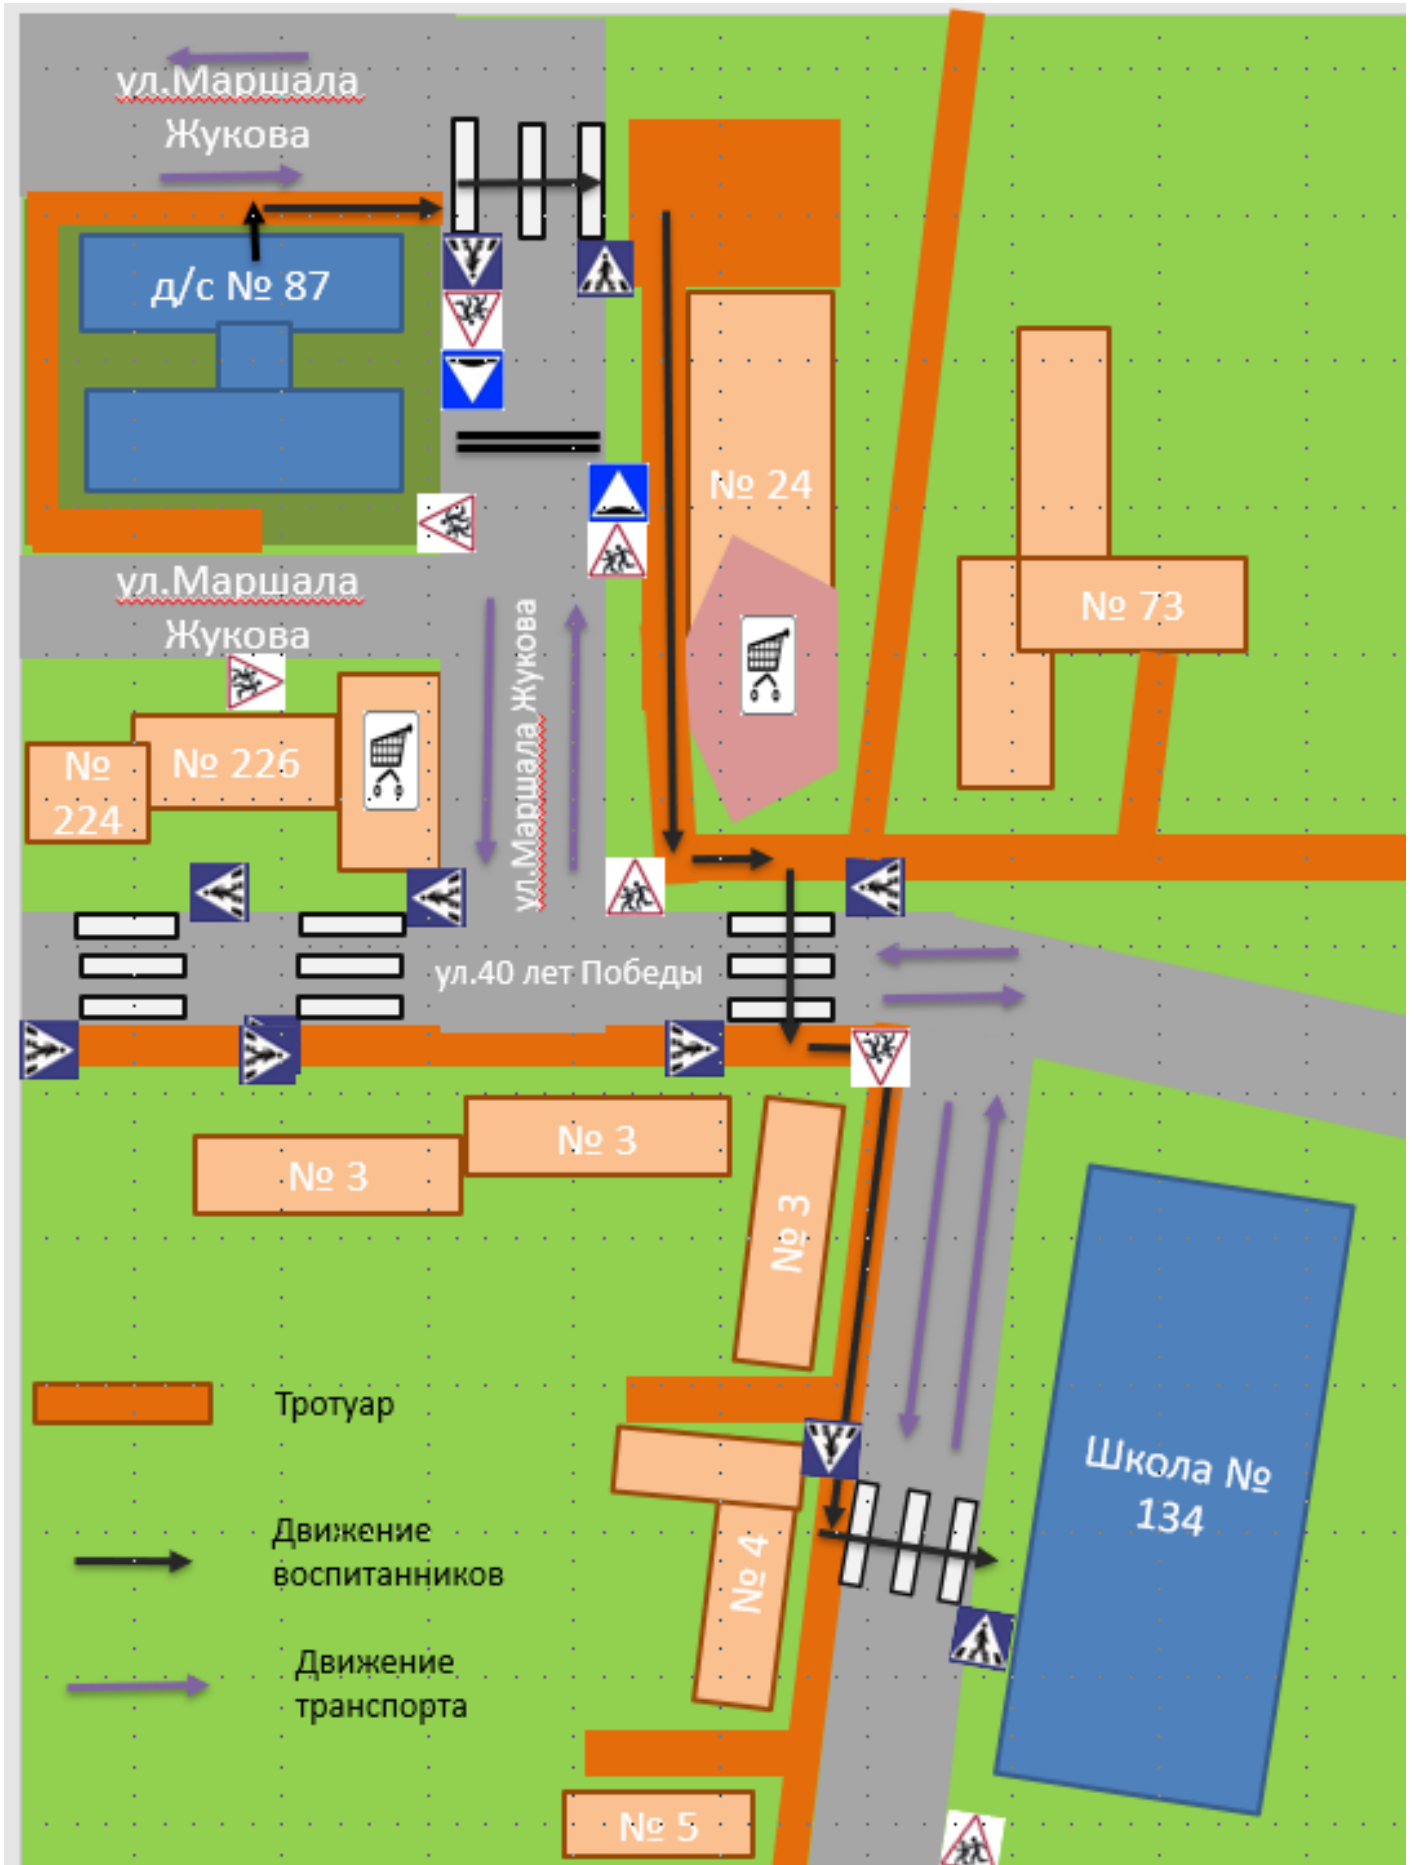 ул.Маршала
Жукова
д/с № 87
№ 24
ул.Маршала
Жукова
№ 73
ул.Маршала Жукова
№ 226
№
224
ул.40 лет Победы
№ 3
№ 3
№ 3
Тротуар
Школа №
134
Движение
воспитанников
№ 4
Движение
транспорта
№ 5